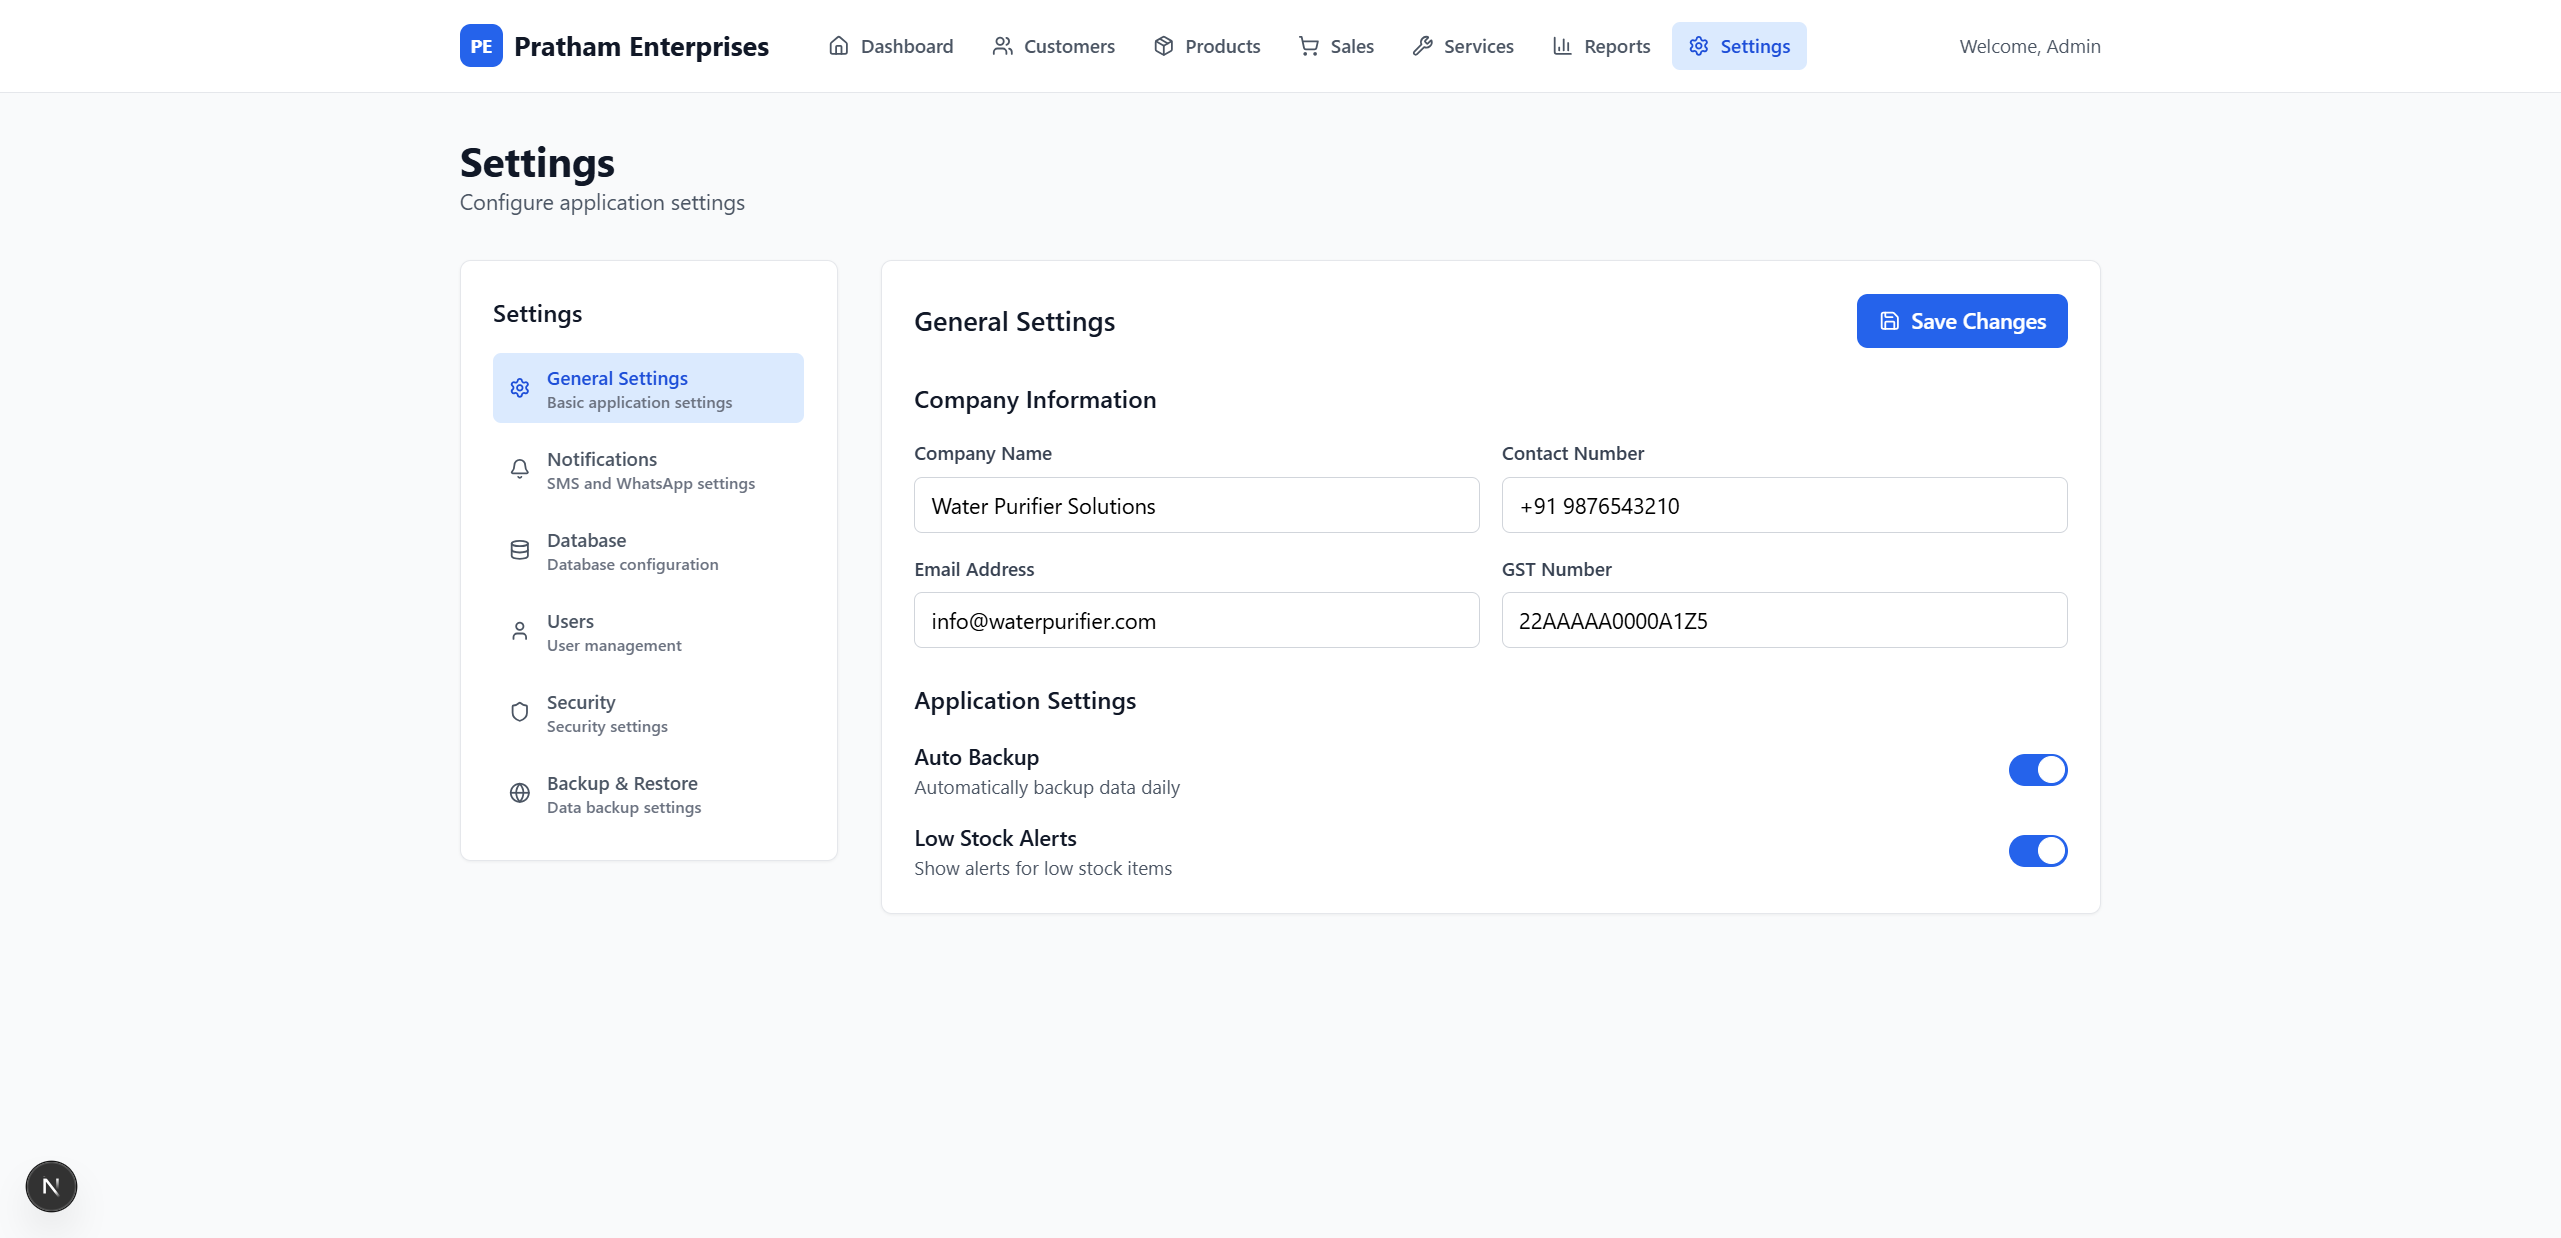 PE Pratham Enterprises Dashboard Customers Products Sales Services Reports Settings Welcome, Admin
Settings
Configure application settings
Settings
General Settings
Basic application settings
Notifications
SMS and WhatsApp settings
Database
Database configuration
Users
User management
Security
Security settings
Backup & Restore
Data backup settings
General Settings
Save Changes
Company Information
Company Name
Water Purifier Solutions
Contact Number
+91 9876543210
Email Address
info@waterpurifier.com
GST Number
22AAAAA0000A1Z5
Application Settings
Auto Backup
Automatically backup data daily
Low Stock Alerts
Show alerts for low stock items
N